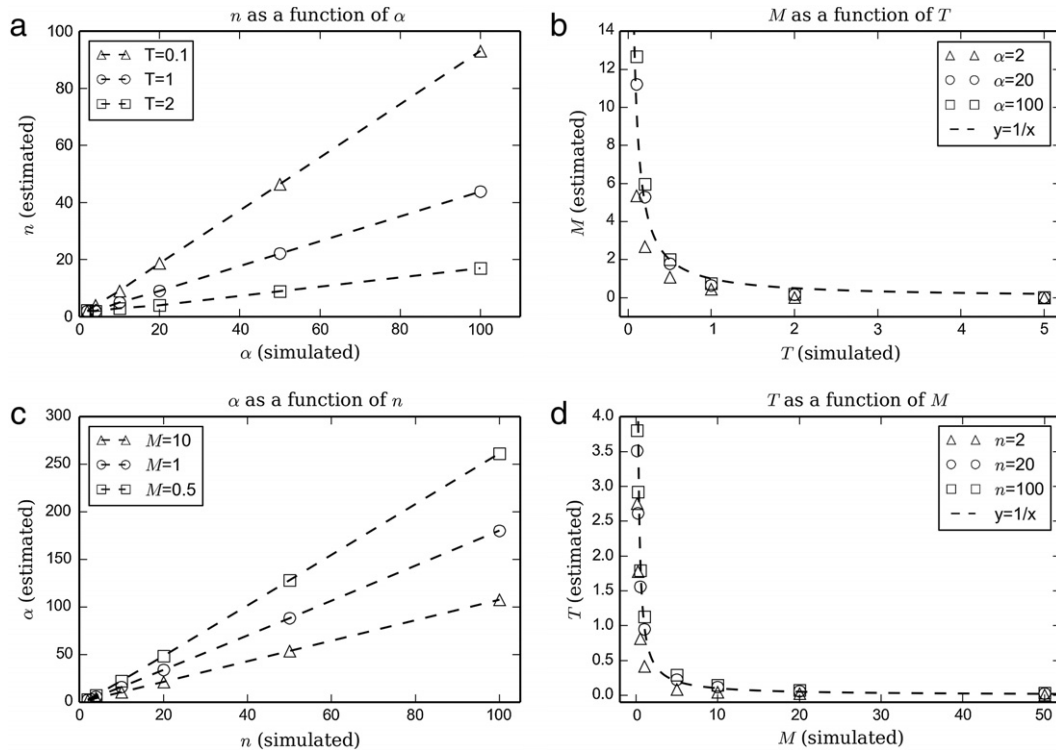 a
n as a function of α
100
80
60
40
20
0
n (estimated)
T=0.1
T=1
T=2
0 20 40 60 80 100
α (simulated)
b
M as a function of T
14
12
10
8
6
4
2
0
M (estimated)
α=2
α=20
α=100
y=1/x
0 1 2 3 4 5
T (simulated)
c
α as a function of n
300
250
200
150
100
50
0
α (estimated)
M=10
M=1
M=0.5
0 20 40 60 80 100
n (simulated)
d
T as a function of M
4.0
3.5
3.0
2.5
2.0
1.5
1.0
0.5
0.0
T (estimated)
n=2
n=20
n=100
y=1/x
0 10 20 30 40 50
M (simulated)